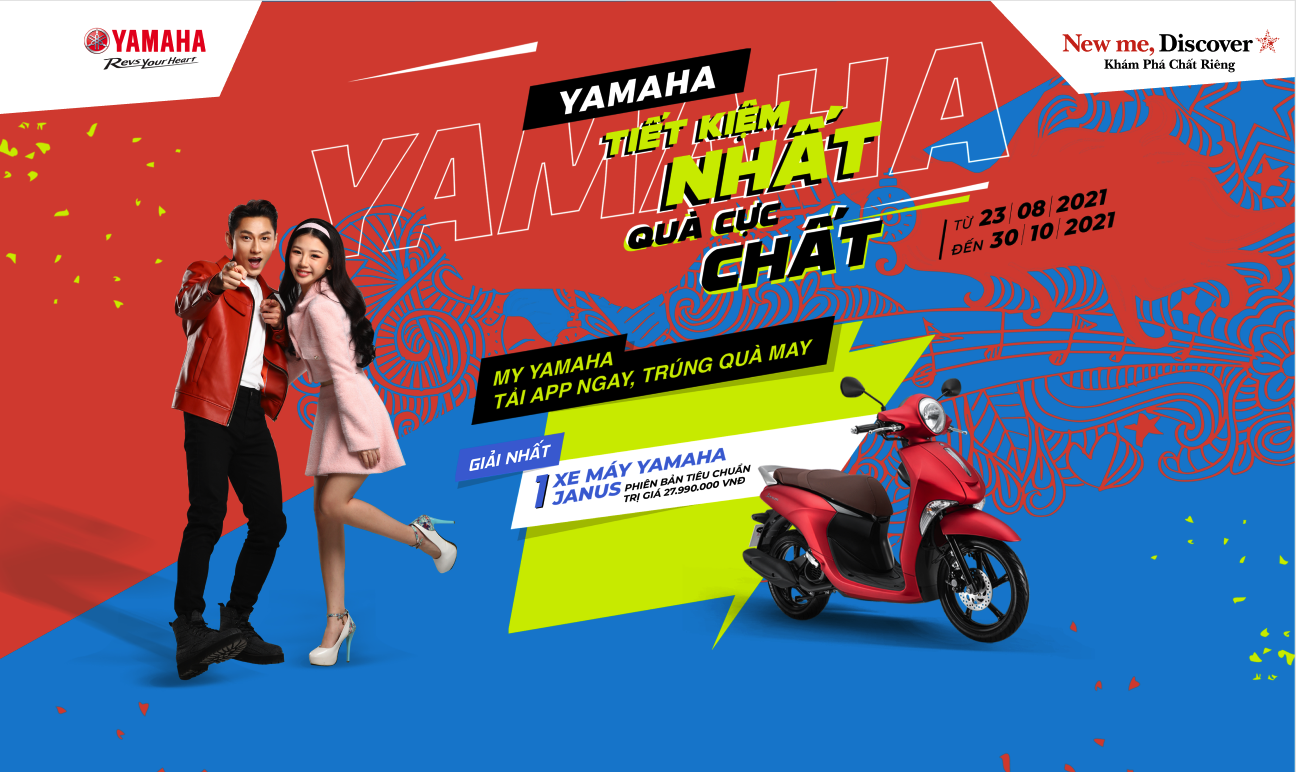 YAMAHA
Revs Your Heart
New me, Discover
Khám Phá Chất Riêng
YAMAHA
YAMAHA
TIẾT KIỆM
NHẤT
QUÀ CỰC
CHẤT
TỪ 23 | 08 | 2021
ĐẾN 30 | 10 | 2021
MY YAMAHA
TẢI APP NGAY, TRÚNG QUÀ MAY
GIẢI NHẤT
1 XE MÁY YAMAHA
JANUS PHIÊN BẢN TIÊU CHUẨN
TRỊ GIÁ 27.990.000 VNĐ